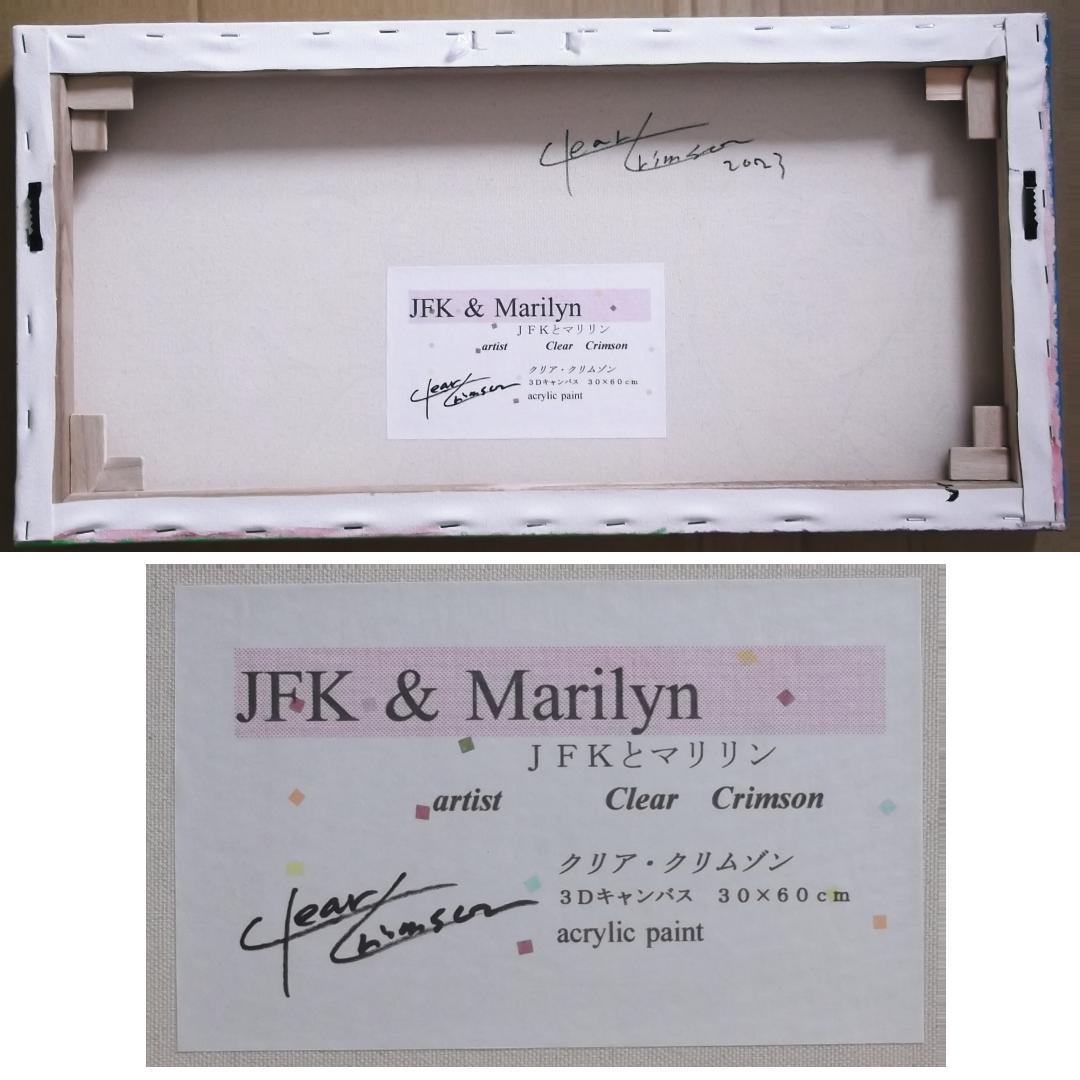 Clear Crimson
2023
JFK & Marilyn
JFKとマリリン
artist Clear Crimson
クリア・クリムゾン
Clear Crimson
3Dキャンバス 30×60cm
acrylic paint
JFK & Marilyn
JFKとマリリン
artist Clear Crimson
クリア・クリムゾン
Clear Crimson
3Dキャンバス 30×60cm
acrylic paint